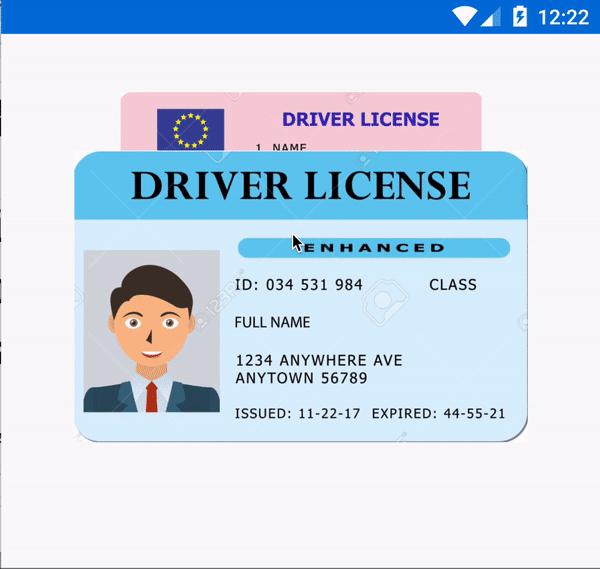 12:22
DRIVER LICENSE
1. NAME
DRIVER LICENSE
ENHANCED
ID: 034 531 984 CLASS
FULL NAME
1234 ANYWHERE AVE
ANYTOWN 56789
ISSUED: 11-22-17 EXPIRED: 44-55-21